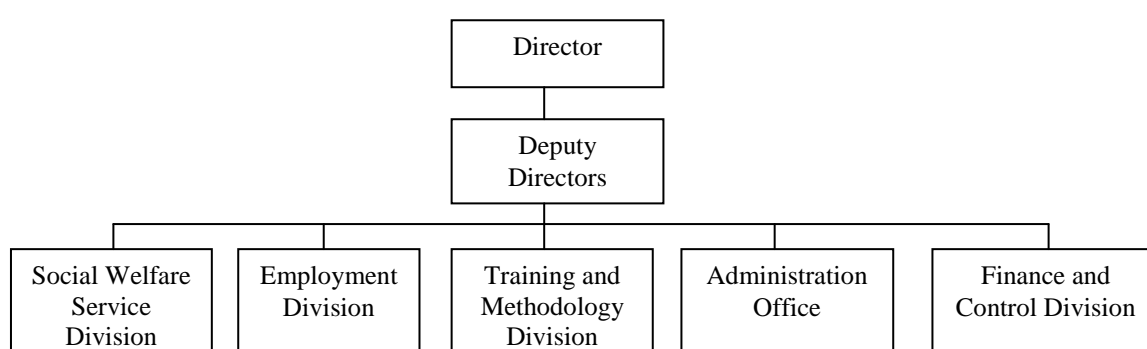 Director
Deputy
Directors
Social Welfare
Service
Division
Employment
Division
Training and
Methodology
Division
Administration
Office
Finance and
Control Division